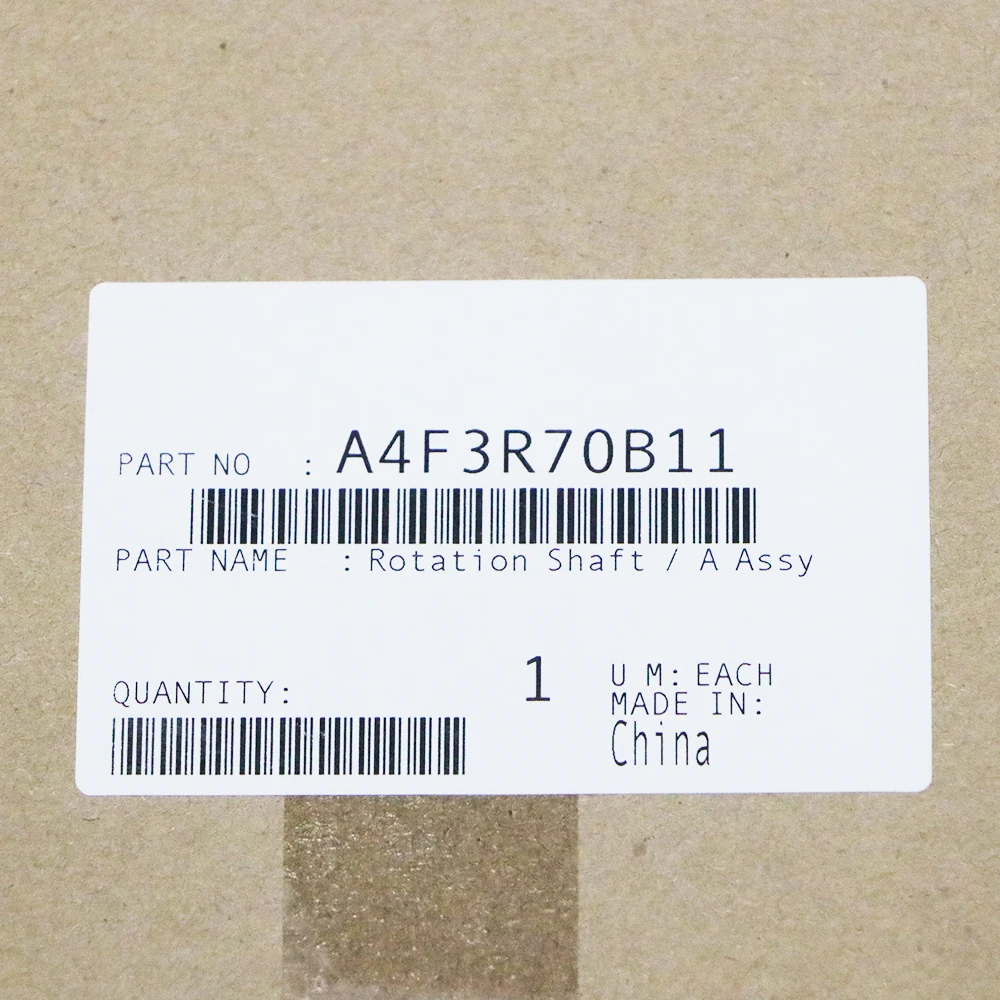 PART NO : A4F3R70B11
PART NAME : Rotation Shaft / A Assy
QUANTITY: 1
U M: EACH
MADE IN:
China